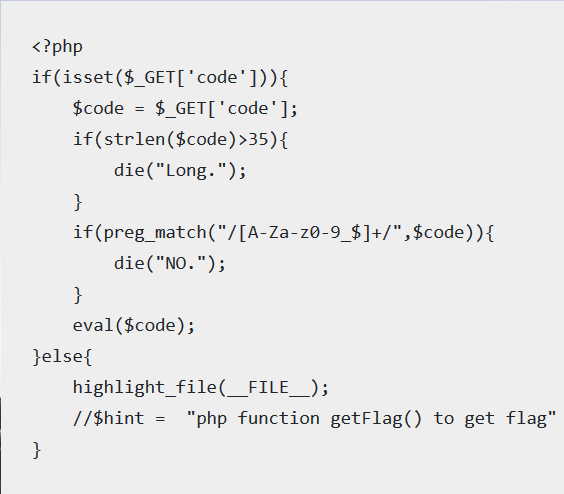 <?php
if(isset($_GET['code'])){
    $code = $_GET['code'];
    if(strlen($code)>35){
        die("Long.");
    }
    if(preg_match("/[A-Za-z0-9_$]+/",$code)){
        die("NO.");
    }
    eval($code);
}else{
    highlight_file(__FILE__);
    //$hint =  "php function getFlag() to get flag"
}